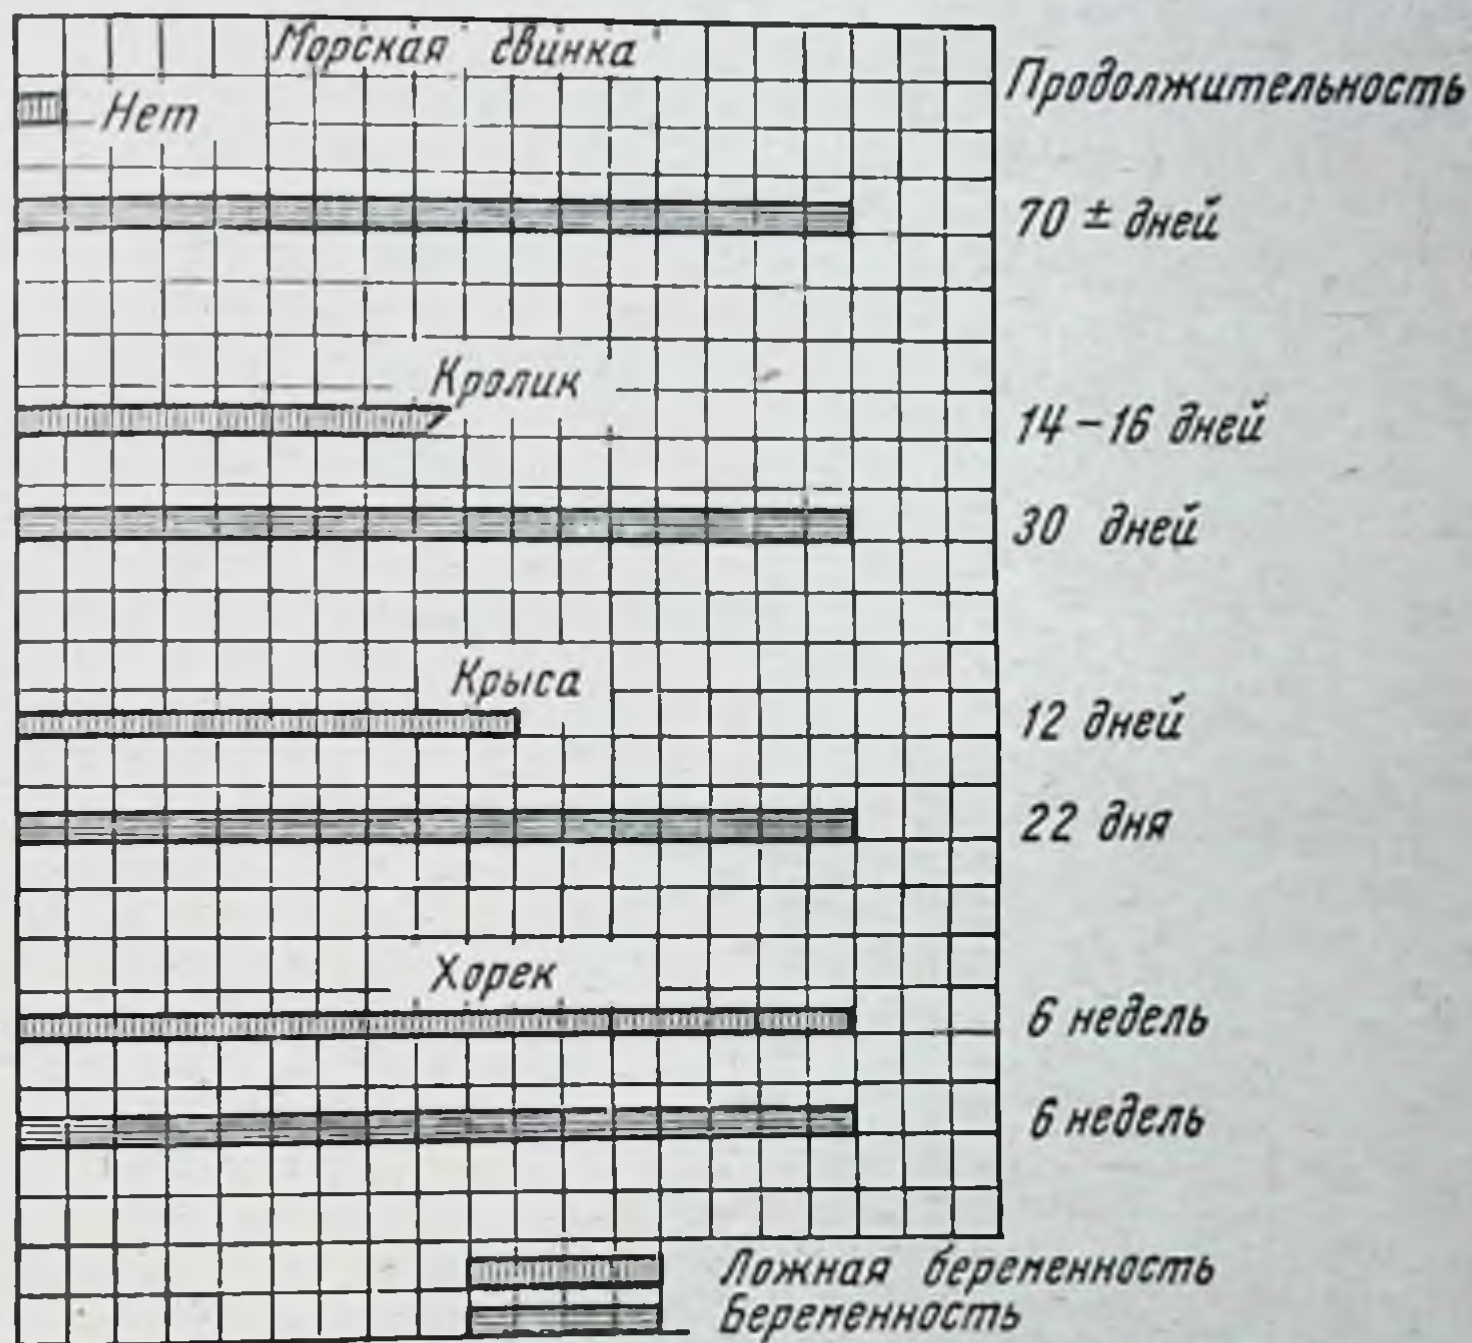 Морская свинка
Продолжительность
Нет
70 ± дней
Кролик
14 – 16 дней
30 дней
Крыса
12 дней
22 дня
Хорек
6 недель
6 недель
Ложная беременность
Беременность